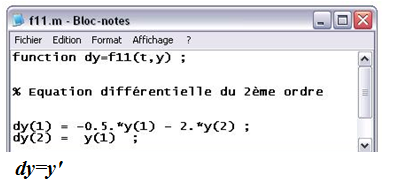 f11.m - Bloc-notes
Fichier Edition Format Affichage ?
function dy=f11(t,y) ;
% Equation différentielle du 2ème ordre
dy(1) = -0.5.*y(1) - 2.*y(2) ;
dy(2) = y(1) ;
dy=y'